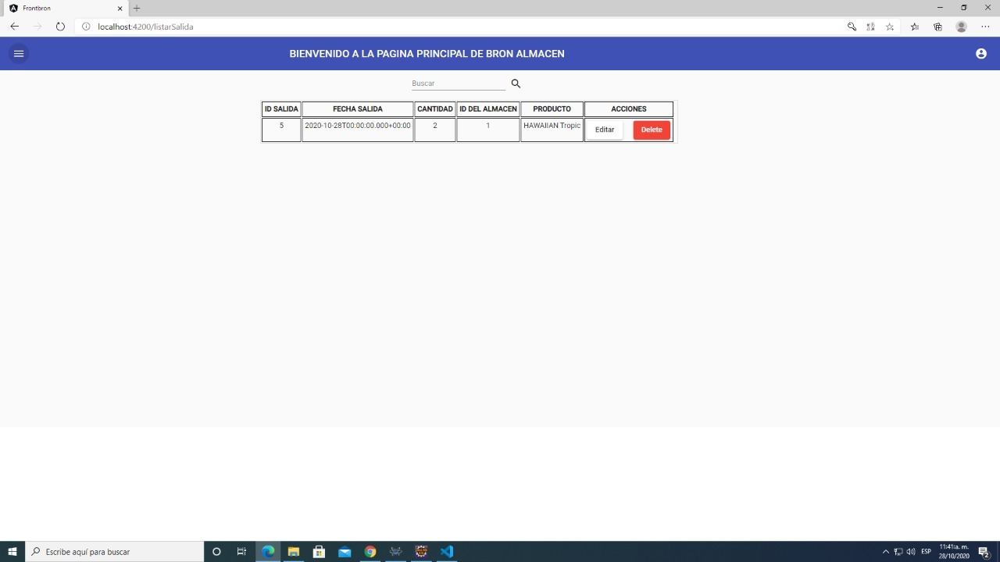 Frontbron
localhost:4200/listarSalida
BIENVENIDO A LA PAGINA PRINCIPAL DE BRON ALMACEN
Buscar
ID SALIDA FECHA SALIDA CANTIDAD ID DEL ALMACEN PRODUCTO ACCIONES
5 2020-10-28T00:00:00.000+00:00 2 1 HAWAIIAN Tropic Editar Delete
Escribe aquí para buscar
ESP
11:41 a. m.
28/10/2020
2